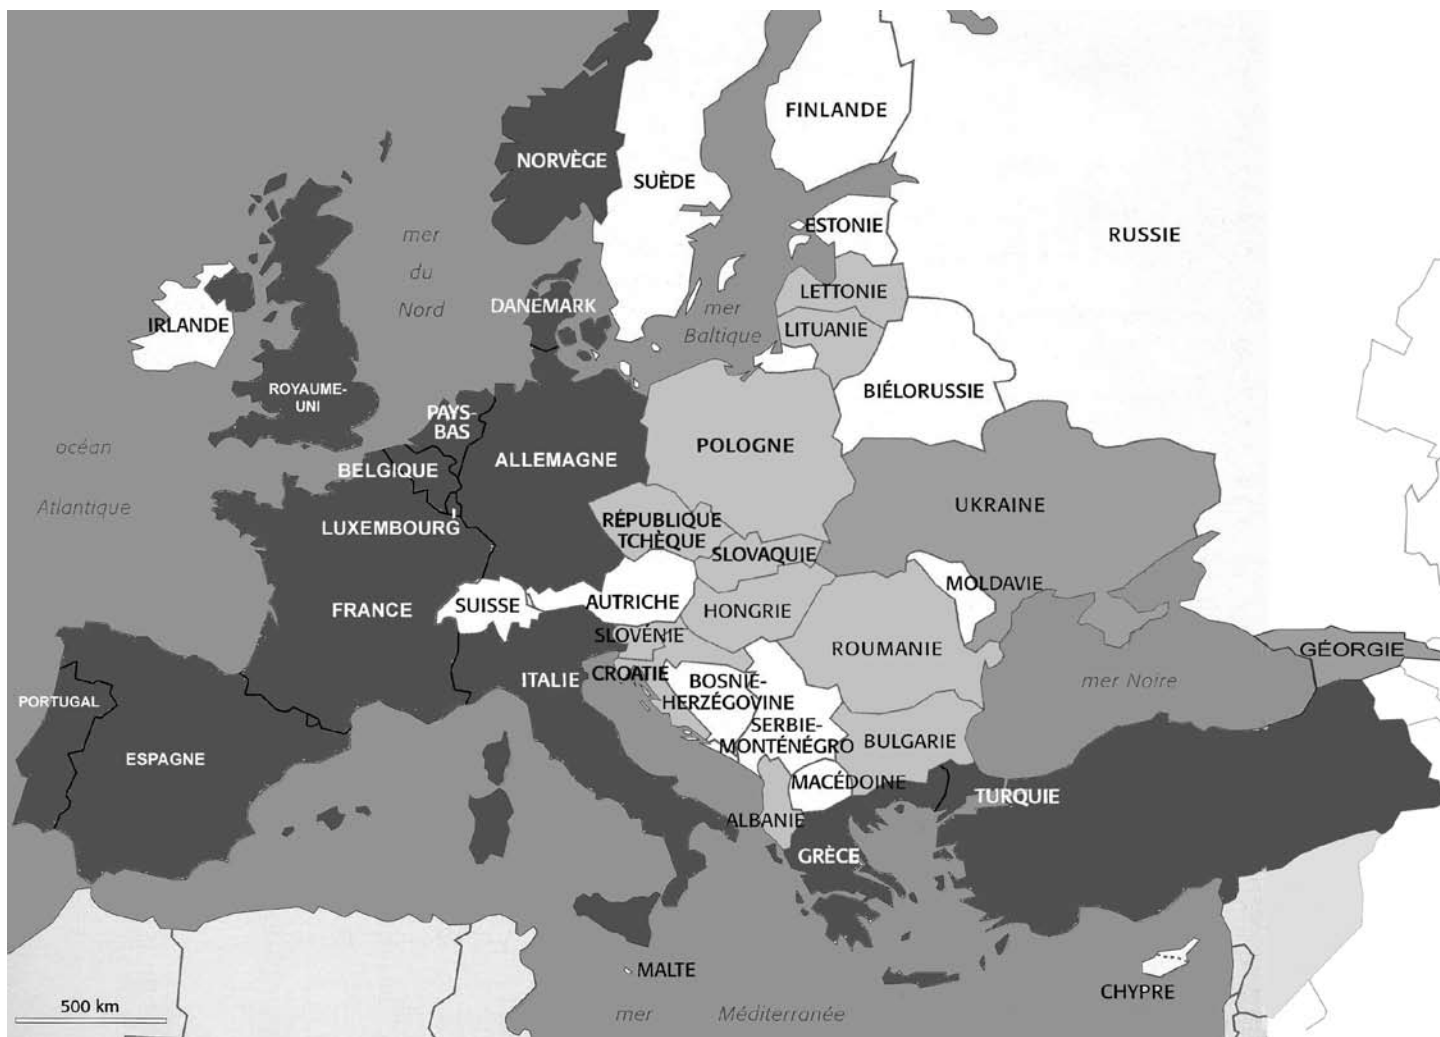 FINLANDE
NORVÈGE
SUÈDE
ESTONIE
RUSSIE
mer
du
Nord
LETTONIE
DANEMARK
mer
Baltique
IRLANDE
LITUANIE
ROYAUME-
UNI
BIÉLORUSSIE
PAYS-
BAS
océan
Atlantique
POLOGNE
ALLEMAGNE
BELGIQUE
UKRAINE
LUXEMBOURG
RÉPUBLIQUE
TCHÈQUE
SLOVAQUIE
MOLDAVIE
FRANCE
SUISSE
AUTRICHE
HONGRIE
SLOVÉNIE
ROUMANIE
GÉORGIE
ITALIE
CROATIE
BOSNIE-
HERZÉGOVINE
mer Noire
PORTUGAL
SERBIE-
MONTÉNÉGRO
BULGARIE
ESPAGNE
MACÉDOINE
TURQUIE
ALBANIE
GRÈCE
MALTE
CHYPRE
500 km
mer Méditerranée